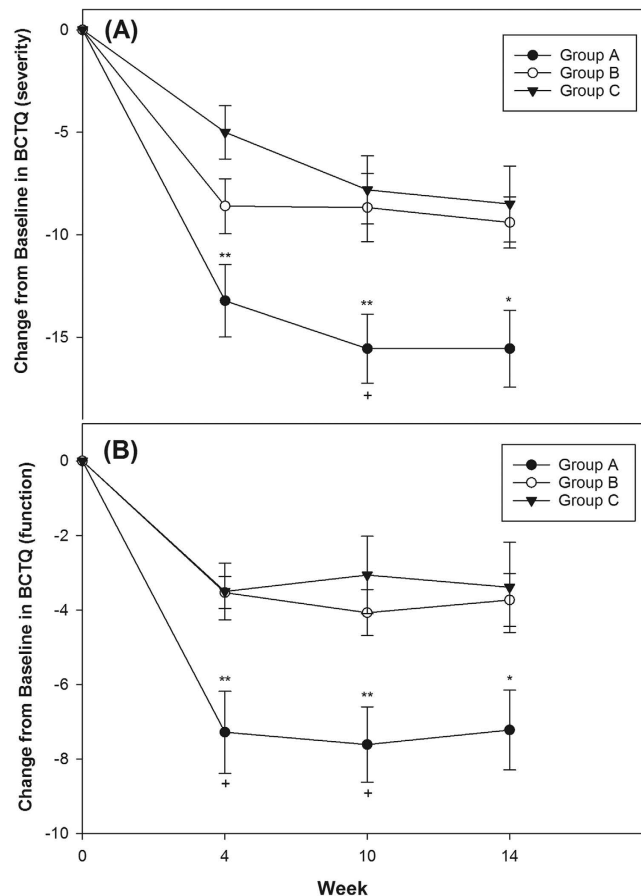 (A)
Change from Baseline in BCTQ (severity)
0
-5
-10
-15
Group A
Group B
Group C
**
**
*
+
(B)
Change from Baseline in BCTQ (function)
0
-2
-4
-6
-8
-10
Group A
Group B
Group C
**
**
*
+
+
0
4
10
14
Week